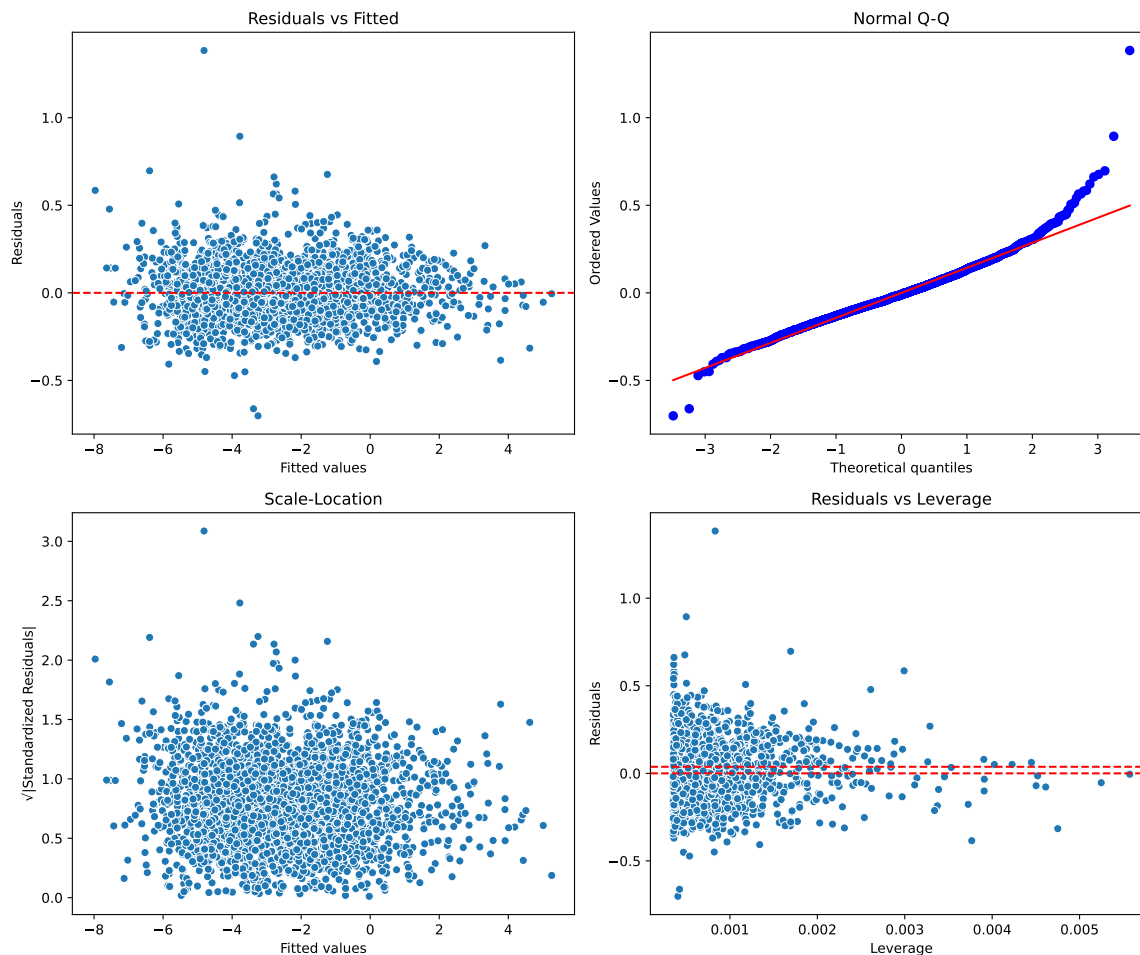 Residuals vs Fitted
Residuals
1.0
0.5
0.0
−0.5
−8 −6 −4 −2 0 2 4
Fitted values
Normal Q-Q
Ordered Values
1.0
0.5
0.0
−0.5
−3 −2 −1 0 1 2 3
Theoretical quantiles
Scale-Location
√|Standardized Residuals|
3.0
2.5
2.0
1.5
1.0
0.5
0.0
−8 −6 −4 −2 0 2 4
Fitted values
Residuals vs Leverage
Residuals
1.0
0.5
0.0
−0.5
0.001 0.002 0.003 0.004 0.005
Leverage